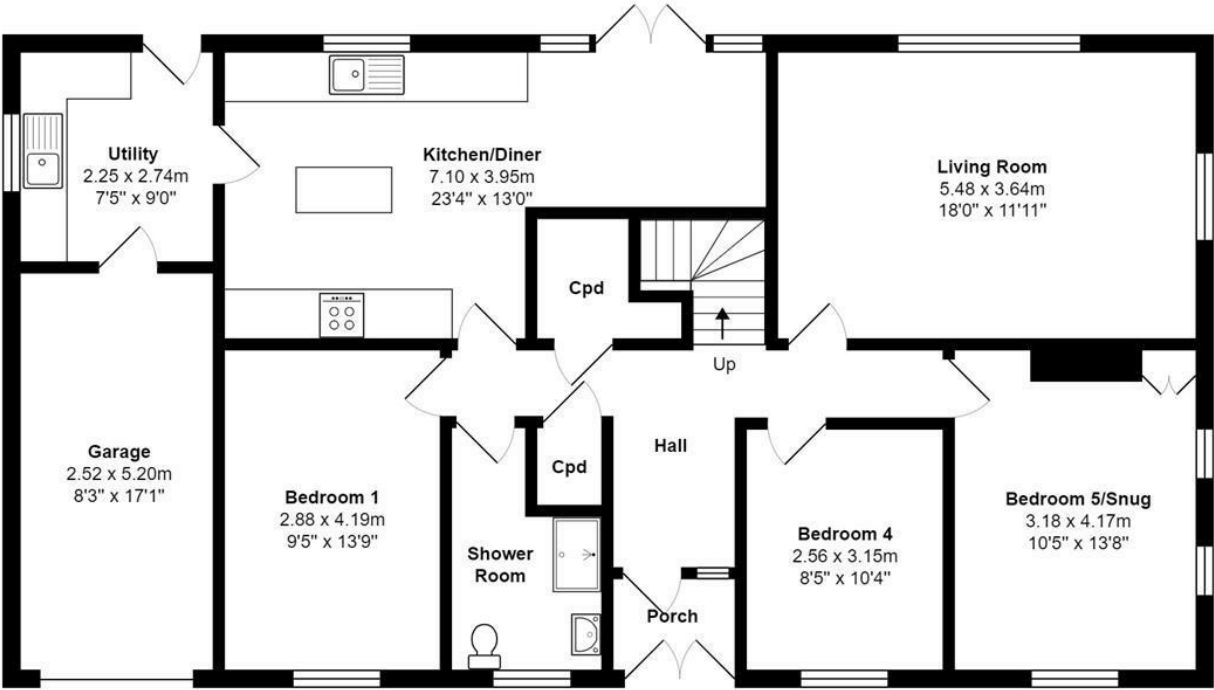 Utility
2.25 x 2.74m
7'5" x 9'0"
Kitchen/Diner
7.10 x 3.95m
23'4" x 13'0"
Living Room
5.48 x 3.64m
18'0" x 11'11"
Cpd
Up
Garage
2.52 x 5.20m
8'3" x 17'1"
Bedroom 1
2.88 x 4.19m
9'5" x 13'9"
Cpd
Hall
Shower
Room
Porch
Bedroom 4
2.56 x 3.15m
8'5" x 10'4"
Bedroom 5/Snug
3.18 x 4.17m
10'5" x 13'8"